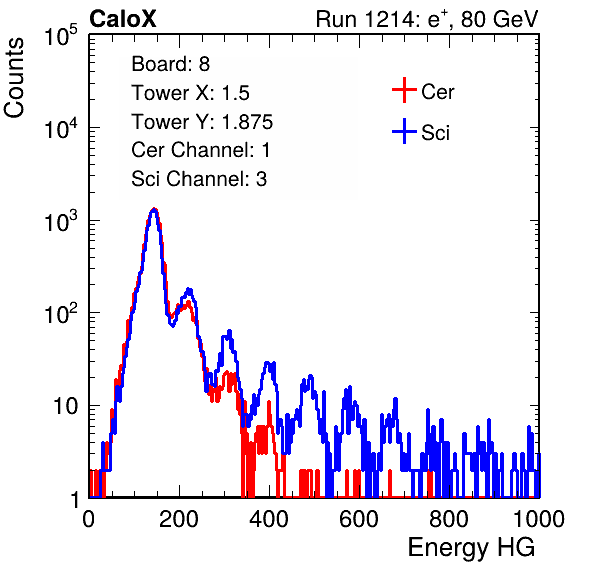 CaloX Run 1214: e⁺, 80 GeV
Counts
Board: 8
Tower X: 1.5
Tower Y: 1.875
Cer Channel: 1
Sci Channel: 3
Cer
Sci
10⁵
10⁴
10³
10²
10
1
0 200 400 600 800 1000
Energy HG